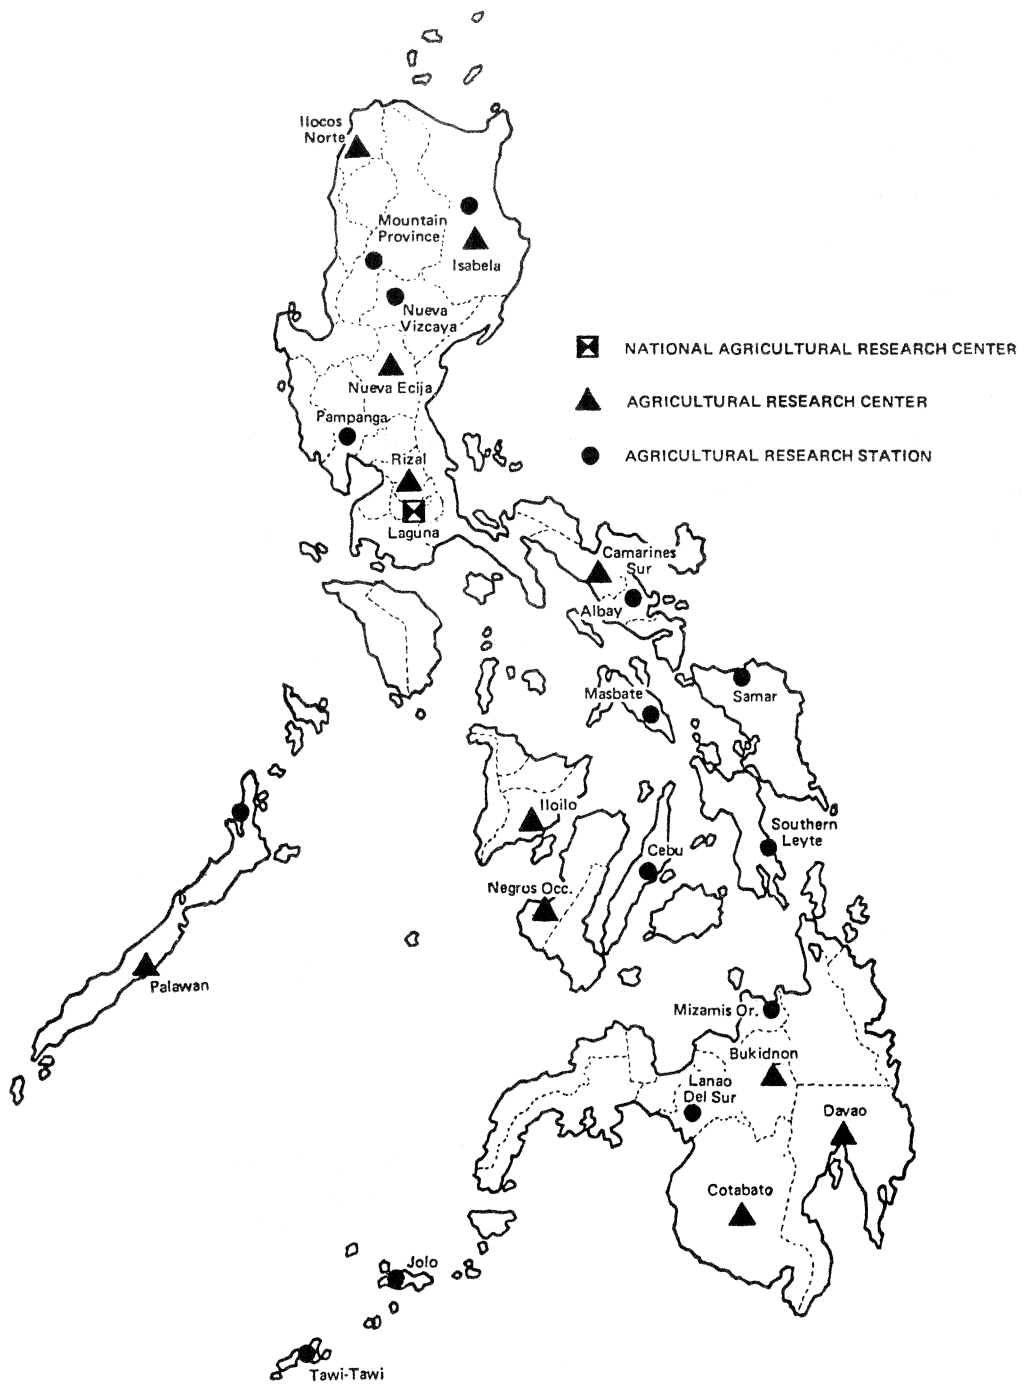 Ilocos
Norte
Mountain
Province
Isabela
Nueva
Vizcaya
NATIONAL AGRICULTURAL RESEARCH CENTER
Nueva Ecija
AGRICULTURAL RESEARCH CENTER
Pampanga
AGRICULTURAL RESEARCH STATION
Rizal
Laguna
Camarines
Sur
Albay
Masbate
Samar
Iloilo
Southern
Leyte
Cebu
Negros Occ.
Palawan
Mizamis Or.
Bukidnon
Lanao
Del Sur
Davao
Cotabato
Jolo
Tawi-Tawi